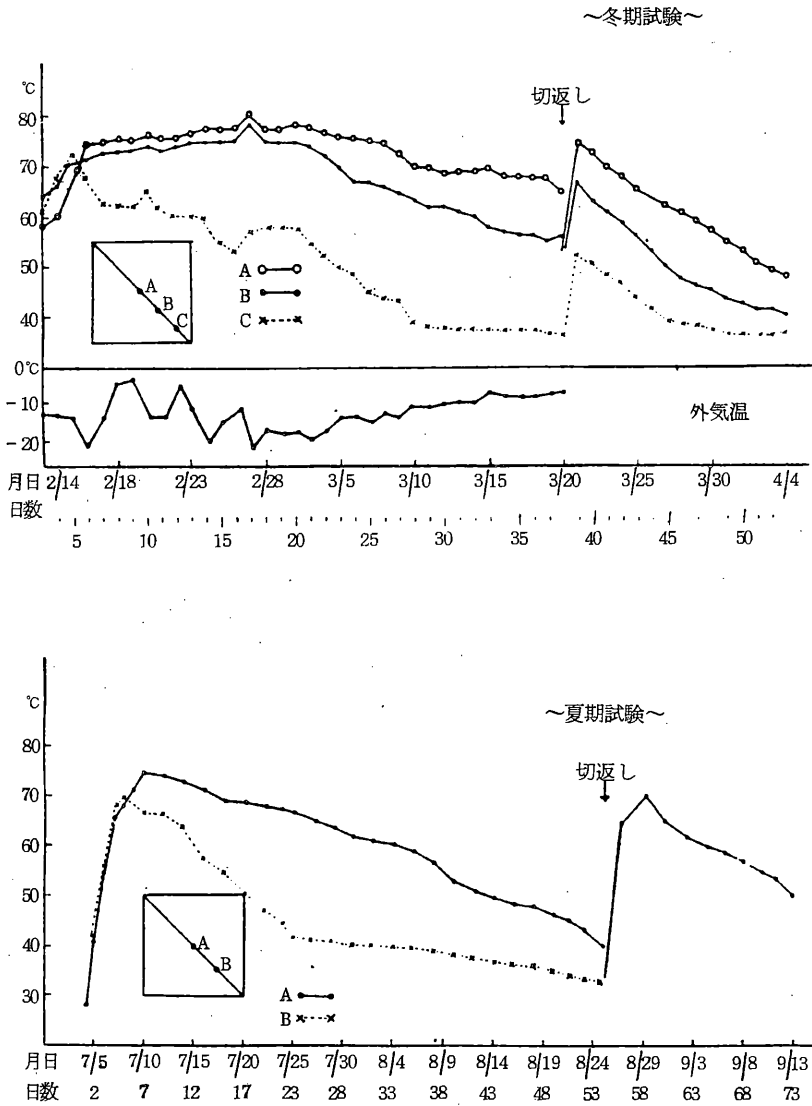 ～冬期試験～
℃
切返し
80
70
60
50
40
A
B
C
A
B
C
0℃
-10
-20
外気温
月日 2/14 2/18 2/23 2/28 3/5 3/10 3/15 3/20 3/25 3/30 4/4
日数
5 10 15 20 25 30 35 40 45 50
℃
～夏期試験～
切返し
80
70
60
50
40
30
A
B
A
B
月日 7/5 7/10 7/15 7/20 7/25 7/30 8/4 8/9 8/14 8/19 8/24 8/29 9/3 9/8 9/13
日数 2 7 12 17 23 28 33 38 43 48 53 58 63 68 73